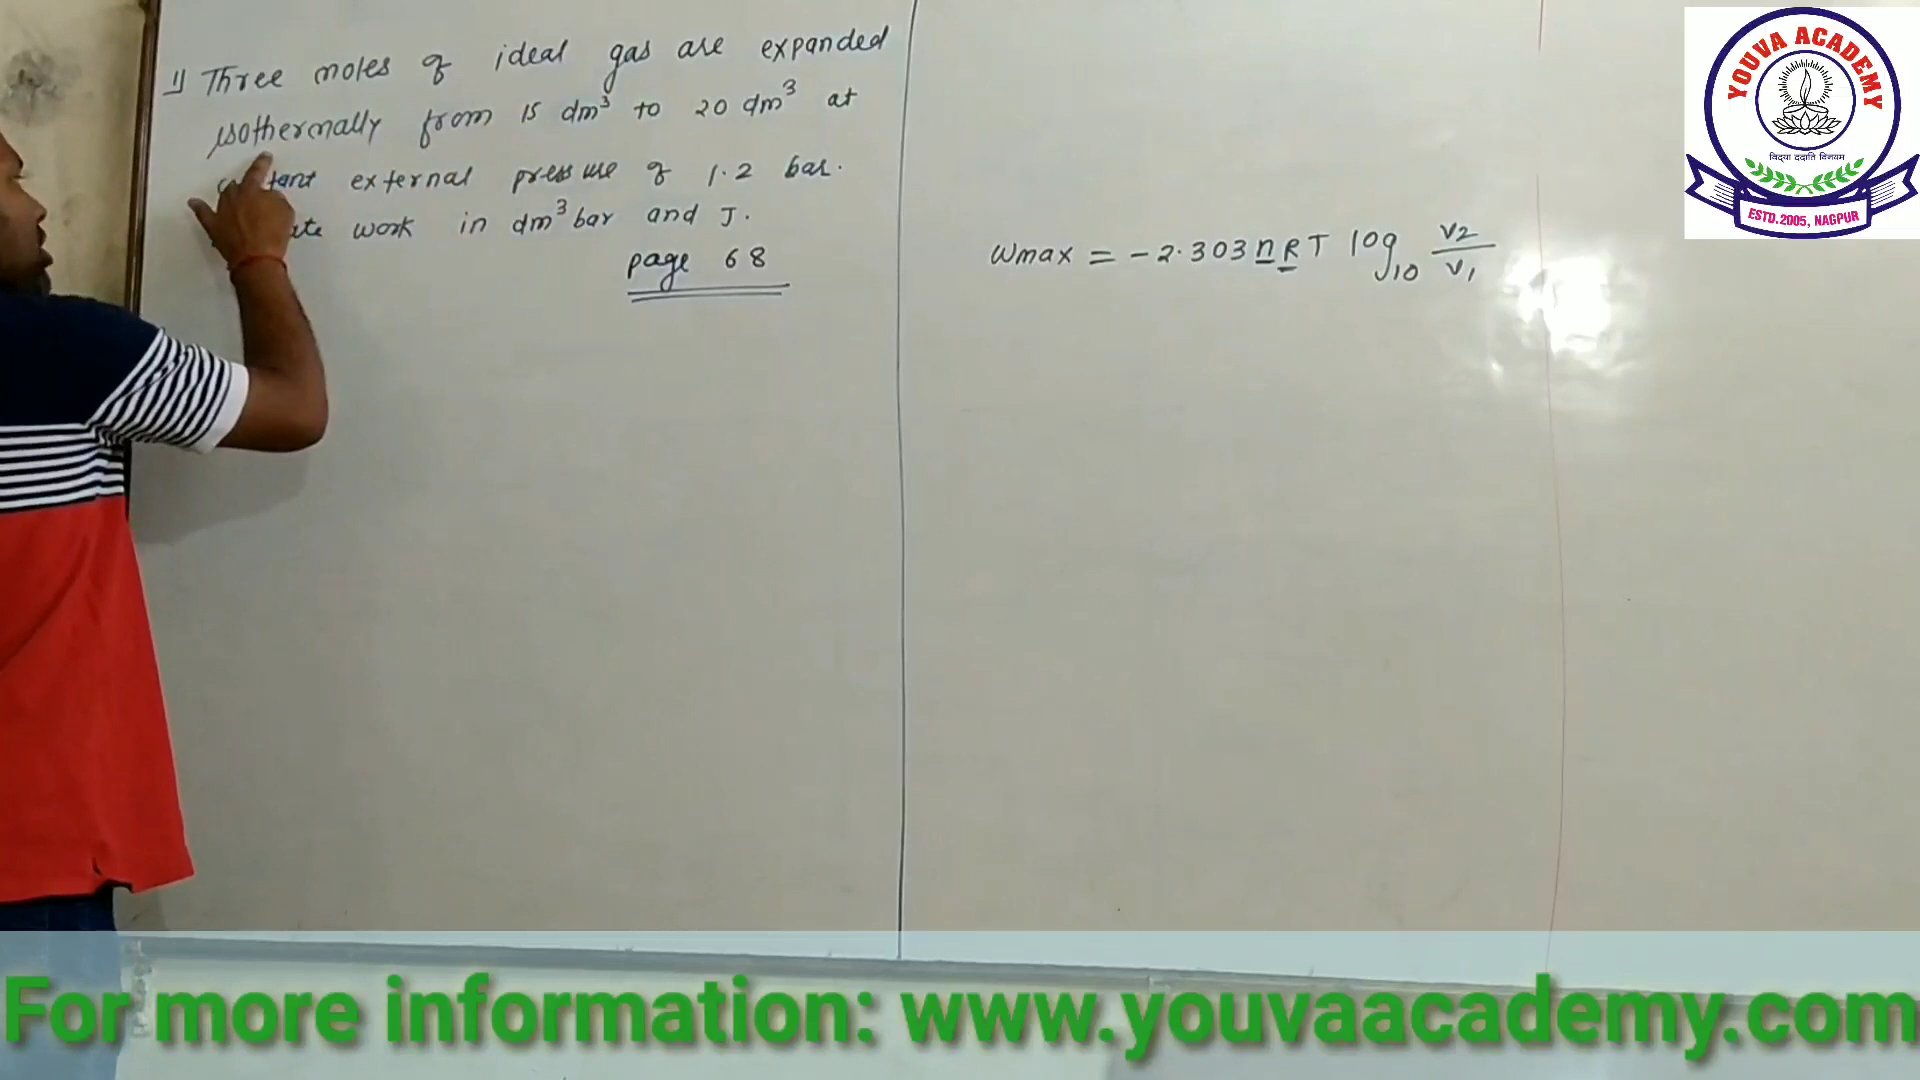 1) Three moles of ideal gas are expanded
isothermally from 15 dm³ to 20 dm³ at
external pressure of 1.2 bar.
work in dm³ bar and J.
page 68
Wmax = - 2.303 n R T log10 V2/V1
YOUVA ACADEMY
विद्या ददाति विनयम
ESTD.2005, NAGPUR
For more information: www.youvaacademy.com